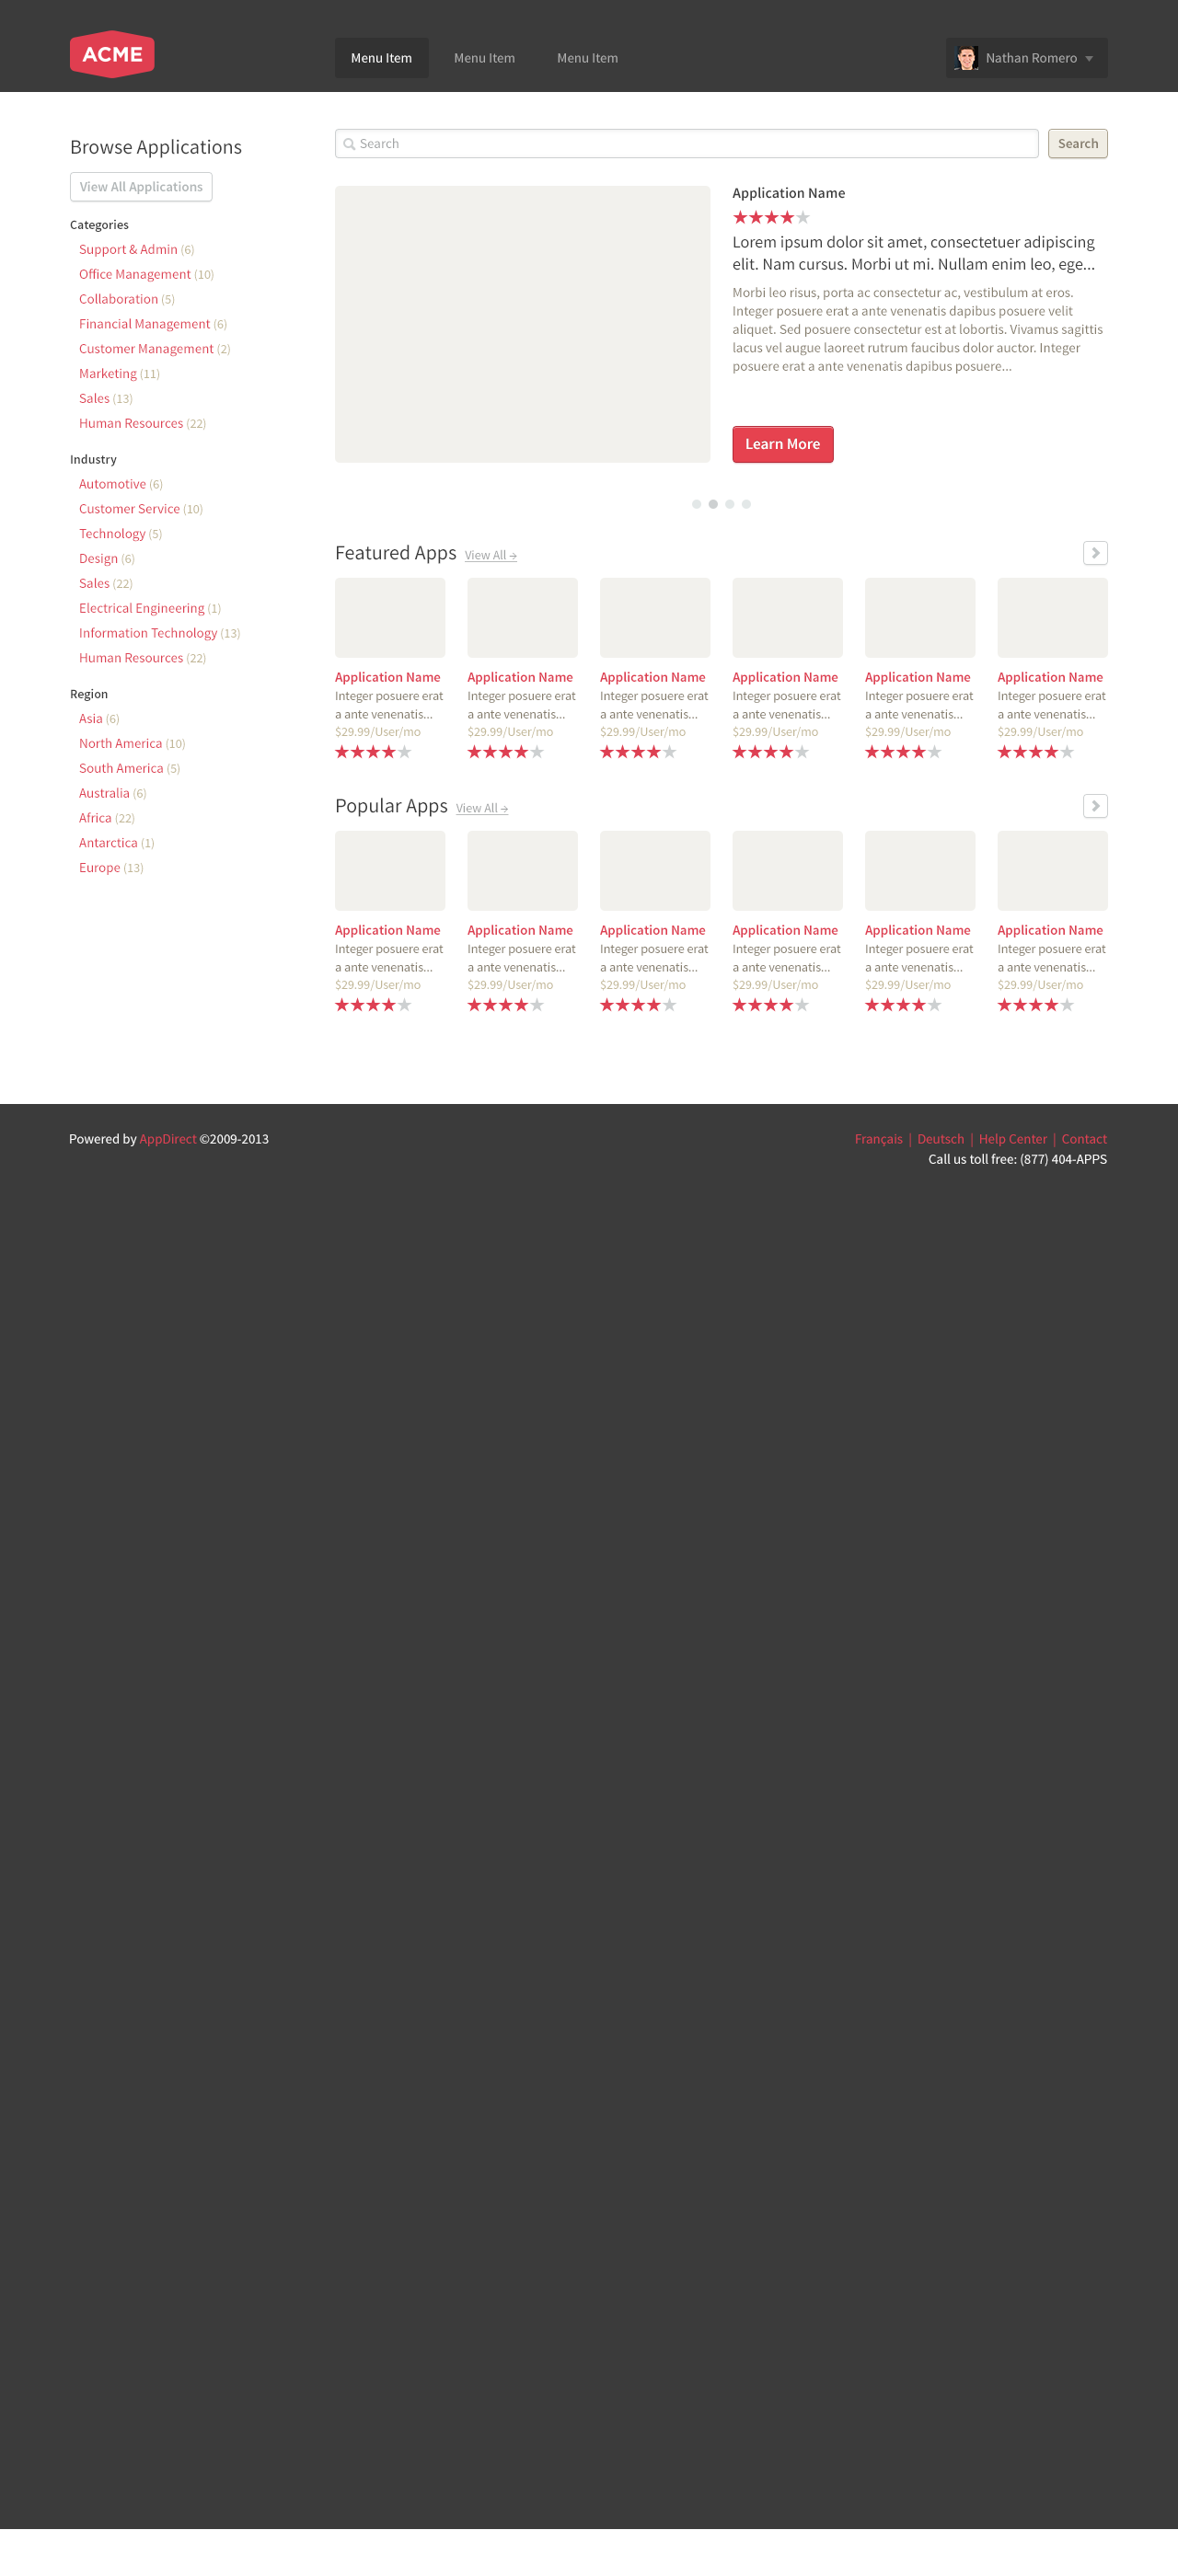 ACME
Menu Item
Menu Item
Menu Item
Nathan Romero
Browse Applications
View All Applications
Categories
Support & Admin (6)
Office Management (10)
Collaboration (5)
Financial Management (6)
Customer Management (2)
Marketing (11)
Sales (13)
Human Resources (22)
Industry
Automotive (6)
Customer Service (10)
Technology (5)
Design (6)
Sales (22)
Electrical Engineering (1)
Information Technology (13)
Human Resources (22)
Region
Asia (6)
North America (10)
South America (5)
Australia (6)
Africa (22)
Antarctica (1)
Europe (13)
Search
Search
Application Name
Lorem ipsum dolor sit amet, consectetuer adipiscing
elit. Nam cursus. Morbi ut mi. Nullam enim leo, ege...
Morbi leo risus, porta ac consectetur ac, vestibulum at eros.
Integer posuere erat a ante venenatis dapibus posuere velit
aliquet. Sed posuere consectetur est at lobortis. Vivamus sagittis
lacus vel augue laoreet rutrum faucibus dolor auctor. Integer
posuere erat a ante venenatis dapibus posuere...
Learn More
Featured Apps View All →
Application Name
Integer posuere erat
a ante venenatis...
$29.99/User/mo
Application Name
Integer posuere erat
a ante venenatis...
$29.99/User/mo
Application Name
Integer posuere erat
a ante venenatis...
$29.99/User/mo
Application Name
Integer posuere erat
a ante venenatis...
$29.99/User/mo
Application Name
Integer posuere erat
a ante venenatis...
$29.99/User/mo
Application Name
Integer posuere erat
a ante venenatis...
$29.99/User/mo
Popular Apps View All →
Application Name
Integer posuere erat
a ante venenatis...
$29.99/User/mo
Application Name
Integer posuere erat
a ante venenatis...
$29.99/User/mo
Application Name
Integer posuere erat
a ante venenatis...
$29.99/User/mo
Application Name
Integer posuere erat
a ante venenatis...
$29.99/User/mo
Application Name
Integer posuere erat
a ante venenatis...
$29.99/User/mo
Application Name
Integer posuere erat
a ante venenatis...
$29.99/User/mo
Powered by AppDirect ©2009-2013
Français | Deutsch | Help Center | Contact
Call us toll free: (877) 404-APPS